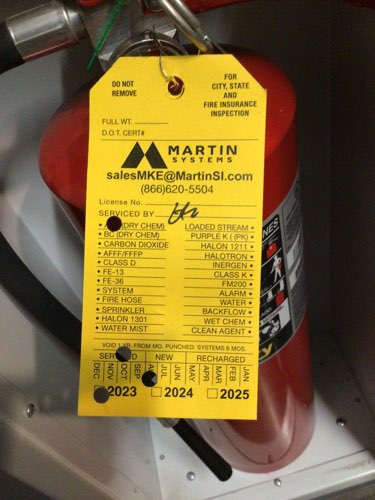 DO NOT
REMOVE
FOR
CITY, STATE
AND
FIRE INSURANCE
INSPECTION
FULL WT.
D.O.T. CERT#
MARTIN
SYSTEMS
salesMKE@MartinSI.com
(866)620-5504
License No.
SERVICED BY
(DRY CHEM) LOADED STREAM
BC (DRY CHEM) PURPLE K (PK)
CARBON DIOXIDE HALON 1211
AFFF/FFFP HALOTRON
CLASS D INERGEN
FE-13 CLASS K
FE-36 FM200
SYSTEM ALARM
FIRE HOSE WATER
SPRINKLER BACKFLOW
HALON 1301 WET CHEM
WATER MIST CLEAN AGENT
VOID 1 YR. FROM MO. PUNCHED: SYSTEMS 6 MOS.
NEW RECHARGED
DEC NOV OCT SEP JUL JUN MAY APR MAR FEB JAN
2023 2024 2025